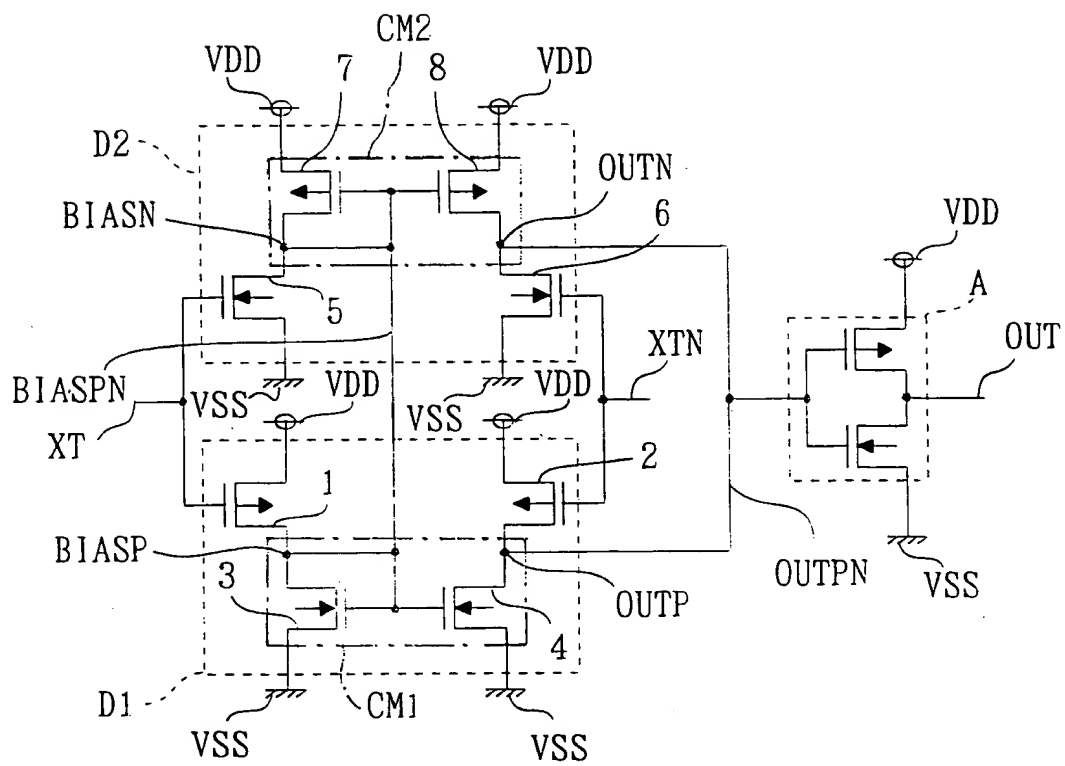 CM2
VDD
7
8
VDD
D2
OUTN
BIASN
6
VDD
5
A
XTN
OUT
BIASPN
VSS
VDD
VSS
VDD
XT
2
1
BIASP
3
OUTP
OUTPN
VSS
4
D1
CM1
VSS
VSS